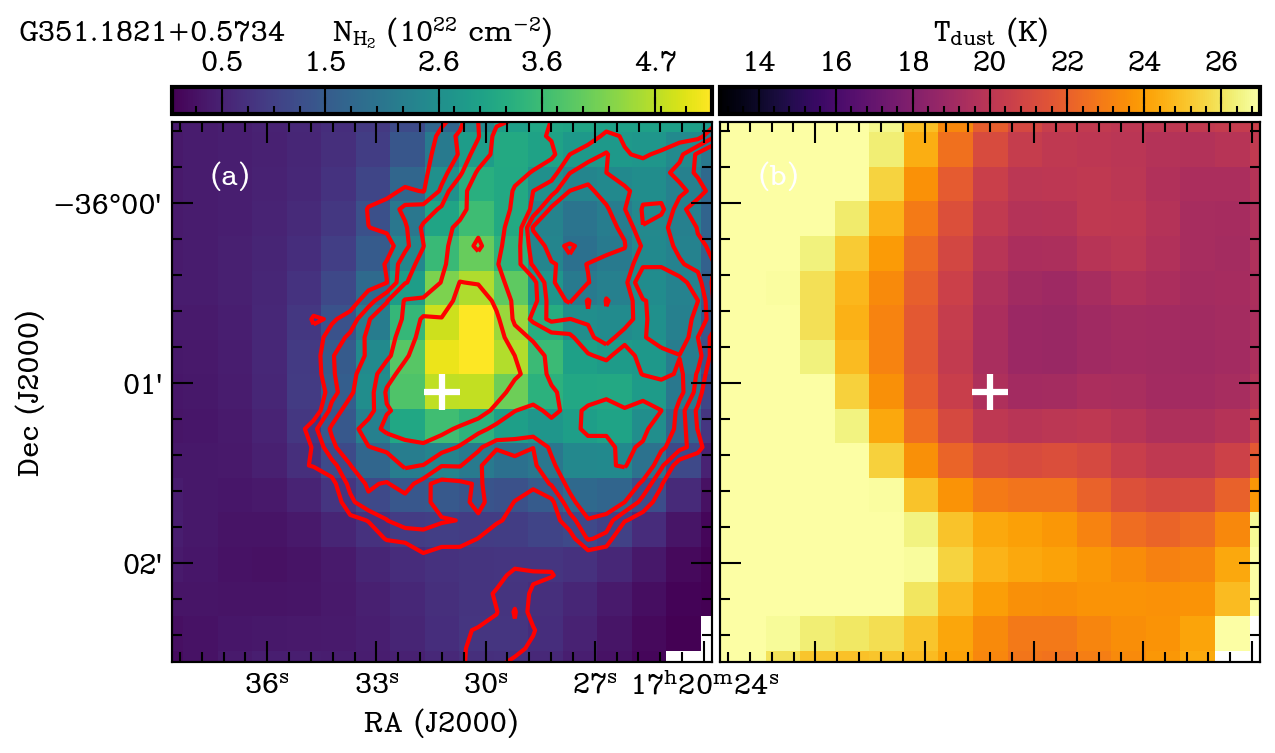 G351.1821+0.5734 N_H₂ (10²² cm⁻²) T_dust (K)
0.5 1.5 2.6 3.6 4.7 14 16 18 20 22 24 26
(a) (b)
−36°00'
01'
02'
Dec (J2000)
36ˢ 33ˢ 30ˢ 27ˢ 17ʰ20ᵐ24ˢ
RA (J2000)